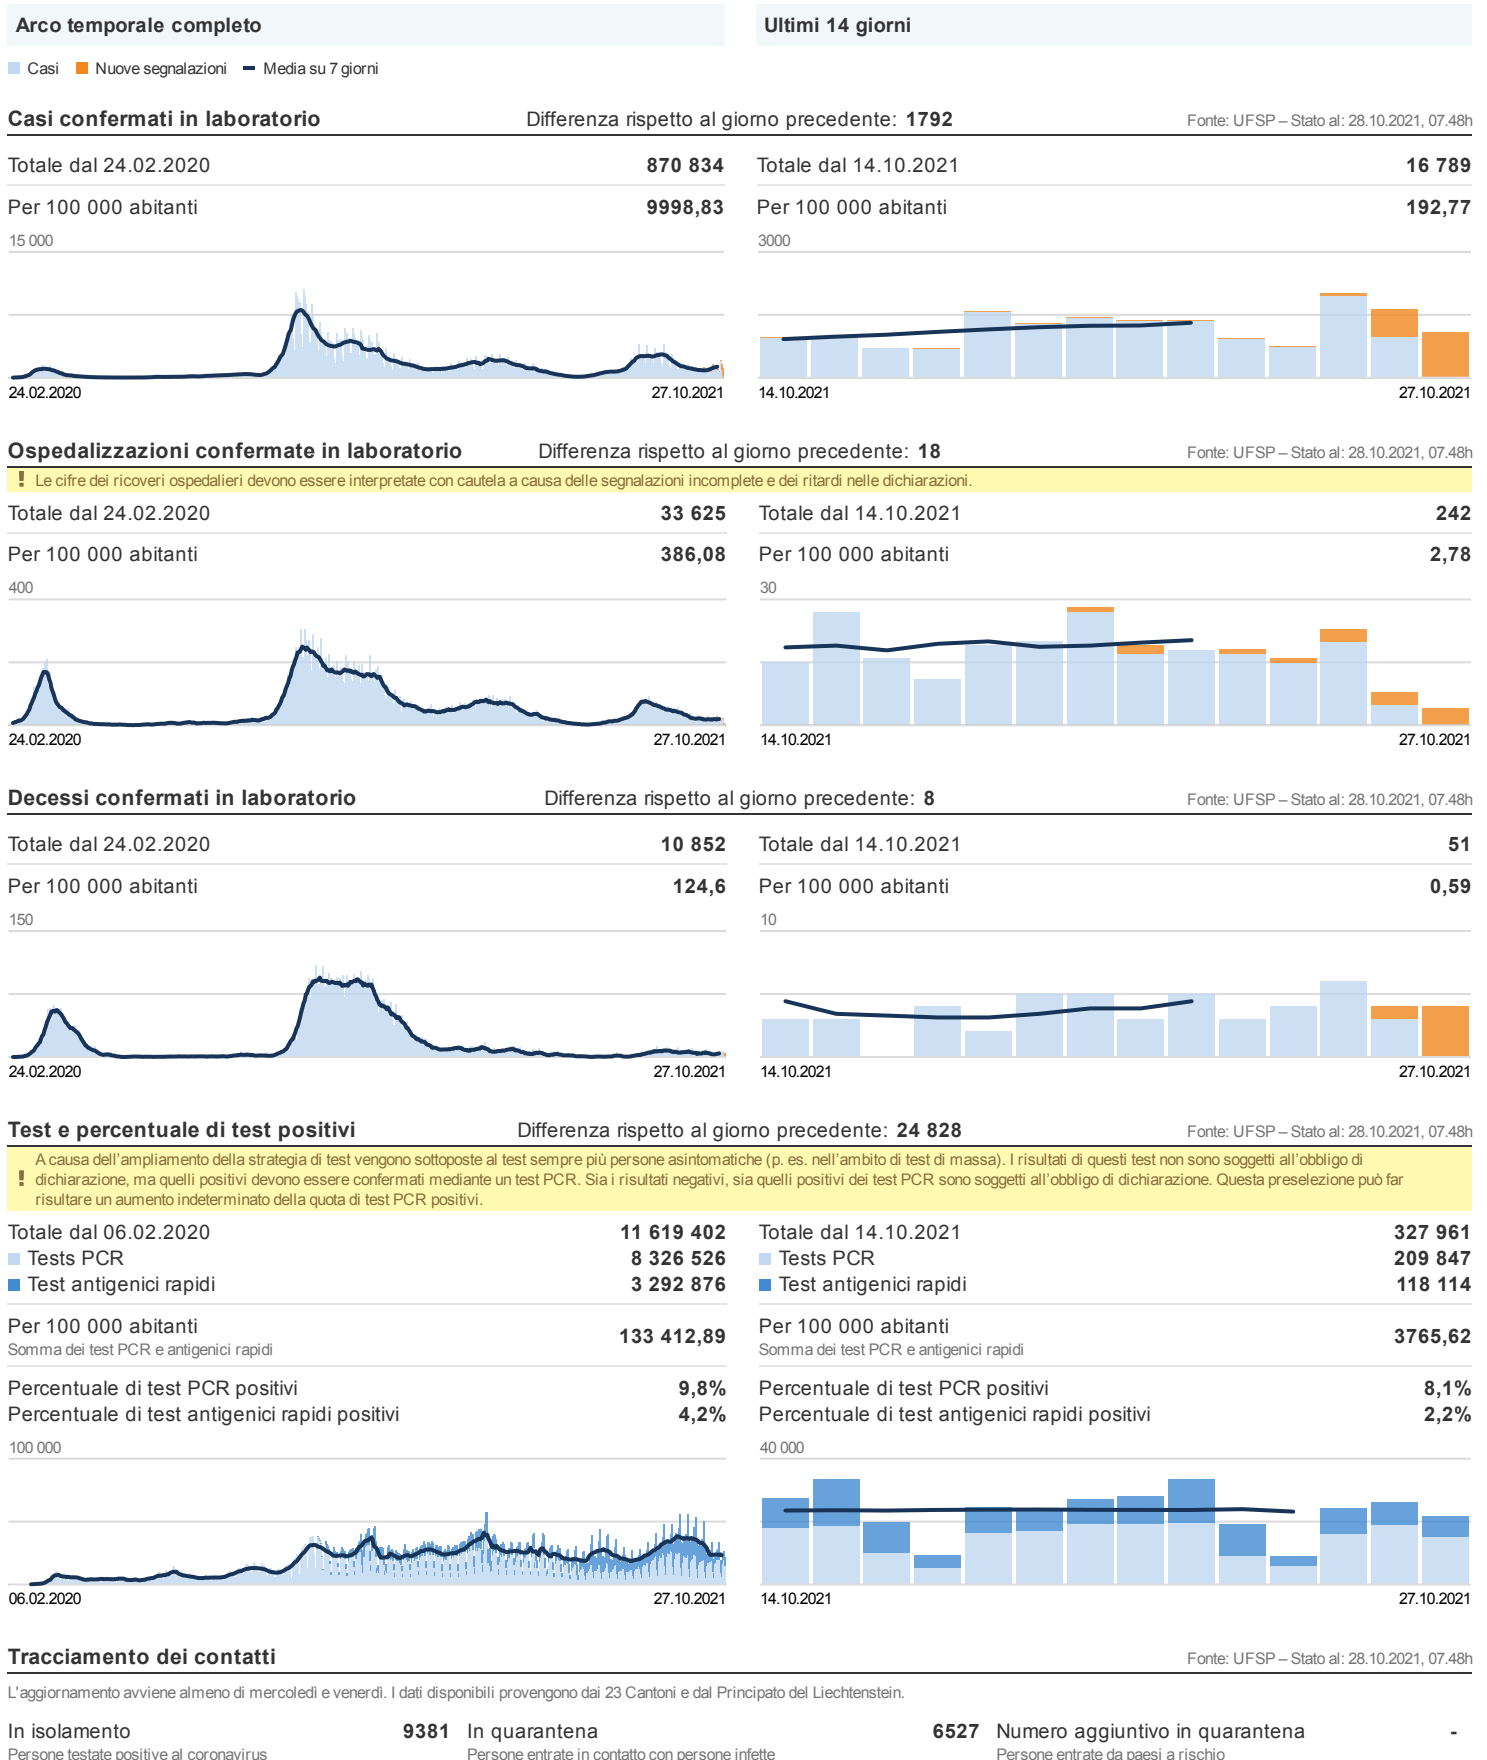 Arco temporale completo
Ultimi 14 giorni
Casi Nuove segnalazioni Media su 7 giorni
Casi confermati in laboratorio Differenza rispetto al giorno precedente: 1792 Fonte: UFSP – Stato al: 28.10.2021, 07.48h
Totale dal 24.02.2020 870 834
Per 100 000 abitanti 9998,83
15 000
24.02.2020 27.10.2021
Totale dal 14.10.2021 16 789
Per 100 000 abitanti 192,77
3000
14.10.2021 27.10.2021
Ospedalizzazioni confermate in laboratorio Differenza rispetto al giorno precedente: 18 Fonte: UFSP – Stato al: 28.10.2021, 07.48h
! Le cifre dei ricoveri ospedalieri devono essere interpretate con cautela a causa delle segnalazioni incomplete e dei ritardi nelle dichiarazioni.
Totale dal 24.02.2020 33 625
Per 100 000 abitanti 386,08
400
24.02.2020 27.10.2021
Totale dal 14.10.2021 242
Per 100 000 abitanti 2,78
30
14.10.2021 27.10.2021
Decessi confermati in laboratorio Differenza rispetto al giorno precedente: 8 Fonte: UFSP – Stato al: 28.10.2021, 07.48h
Totale dal 24.02.2020 10 852
Per 100 000 abitanti 124,6
150
24.02.2020 27.10.2021
Totale dal 14.10.2021 51
Per 100 000 abitanti 0,59
10
14.10.2021 27.10.2021
Test e percentuale di test positivi Differenza rispetto al giorno precedente: 24 828 Fonte: UFSP – Stato al: 28.10.2021, 07.48h
A causa dell'ampliamento della strategia di test vengono sottoposte al test sempre più persone asintomatiche (p. es. nell'ambito di test di massa). I risultati di questi test non sono soggetti all'obbligo di
! dichiarazione, ma quelli positivi devono essere confermati mediante un test PCR. Sia i risultati negativi, sia quelli positivi dei test PCR sono soggetti all'obbligo di dichiarazione. Questa preselezione può far
risultare un aumento indeterminato della quota di test PCR positivi.
Totale dal 06.02.2020 11 619 402
Tests PCR 8 326 526
Test antigenici rapidi 3 292 876
Per 100 000 abitanti 133 412,89
Somma dei test PCR e antigenici rapidi
Percentuale di test PCR positivi 9,8%
Percentuale di test antigenici rapidi positivi 4,2%
100 000
06.02.2020 27.10.2021
Totale dal 14.10.2021 327 961
Tests PCR 209 847
Test antigenici rapidi 118 114
Per 100 000 abitanti 3765,62
Somma dei test PCR e antigenici rapidi
Percentuale di test PCR positivi 8,1%
Percentuale di test antigenici rapidi positivi 2,2%
40 000
14.10.2021 27.10.2021
Tracciamento dei contatti Fonte: UFSP – Stato al: 28.10.2021, 07.48h
L'aggiornamento avviene almeno di mercoledì e venerdì. I dati disponibili provengono dai 23 Cantoni e dal Principato del Liechtenstein.
In isolamento 9381 In quarantena 6527 Numero aggiuntivo in quarantena -
Persone testate positive al coronavirus Persone entrate in contatto con persone infette Persone entrate da paesi a rischio